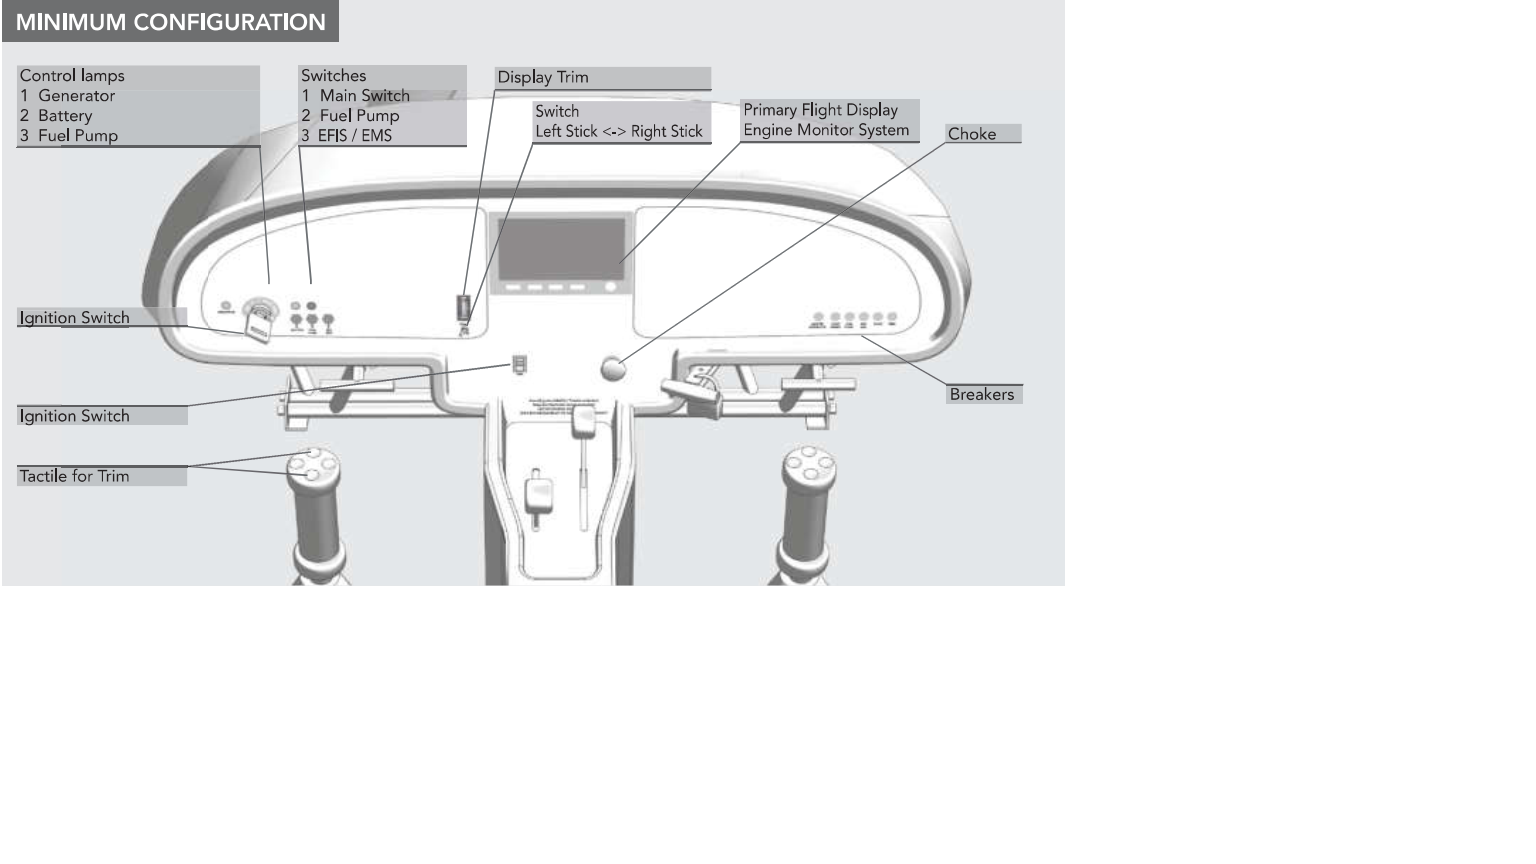 MINIMUM CONFIGURATION
Control lamps
1 Generator
2 Battery
3 Fuel Pump
Switches
1 Main Switch
2 Fuel Pump
3 EFIS / EMS
Display Trim
Switch
Left Stick <-> Right Stick
Primary Flight Display
Engine Monitor System
Choke
Ignition Switch
Breakers
Ignition Switch
Tactile for Trim